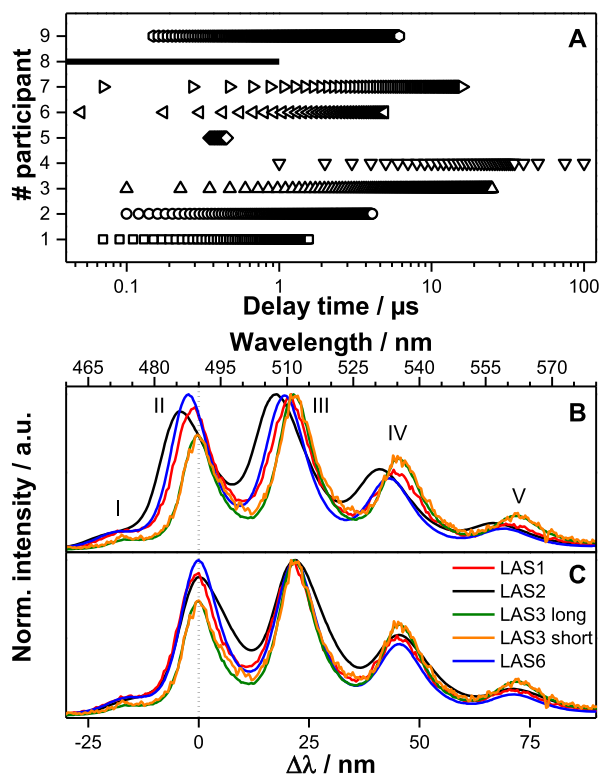 A
# participant
9
8
7
6
5
4
3
2
1
0.1 1 10 100
Delay time / µs
Wavelength / nm
465 480 495 510 525 540 555 570
B
I II III IV V
Norm. intensity / a.u.
C
LAS1
LAS2
LAS3 long
LAS3 short
LAS6
-25 0 25 50 75
Δλ / nm